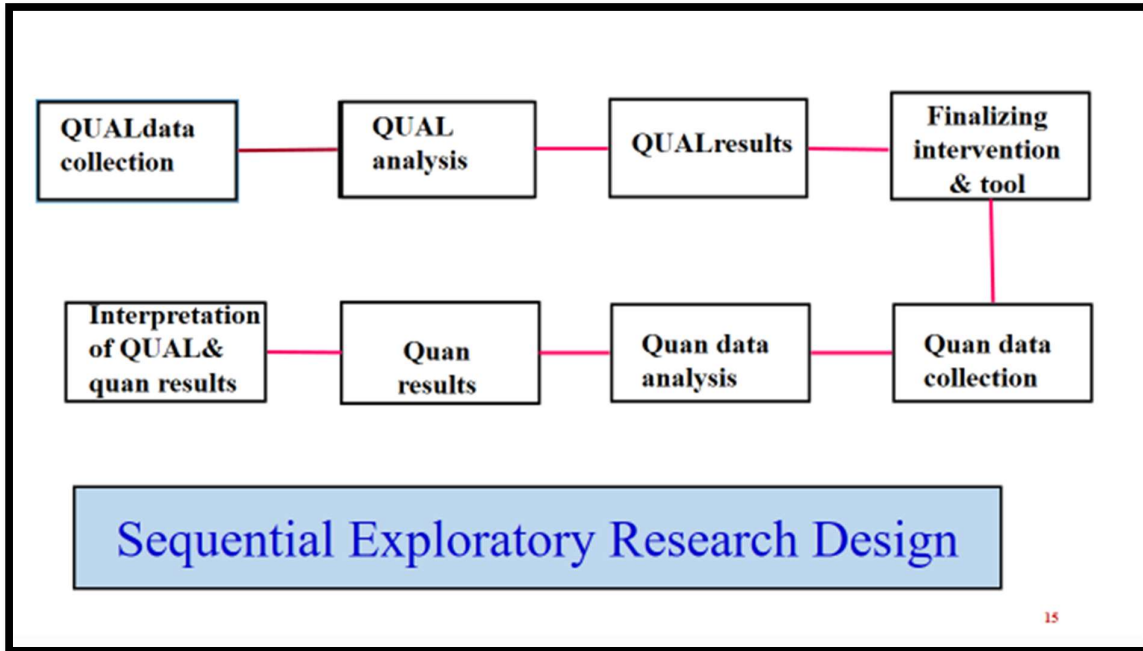 QUALdata
collection
QUAL
analysis
QUALresults
Finalizing
intervention
& tool
Interpretation
of QUAL&
quan results
Quan
results
Quan data
analysis
Quan data
collection
Sequential Exploratory Research Design
15